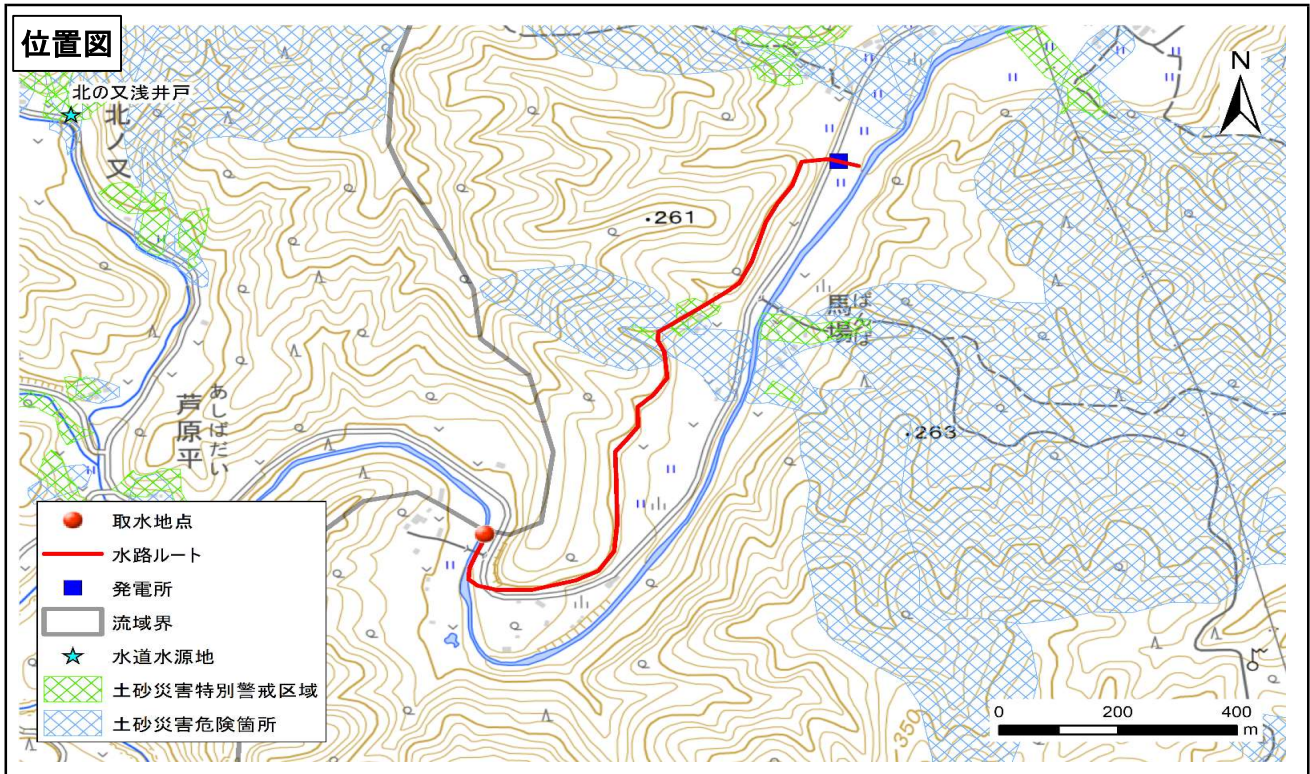 位置図
N
北の又浅井戸
北ノ又
300
261
馬場
ばんば
263
芦原平
あしばだい
取水地点
水路ルート
発電所
流域界
水道水源地
土砂災害特別警戒区域
土砂災害危険箇所
350
0 200 400
m